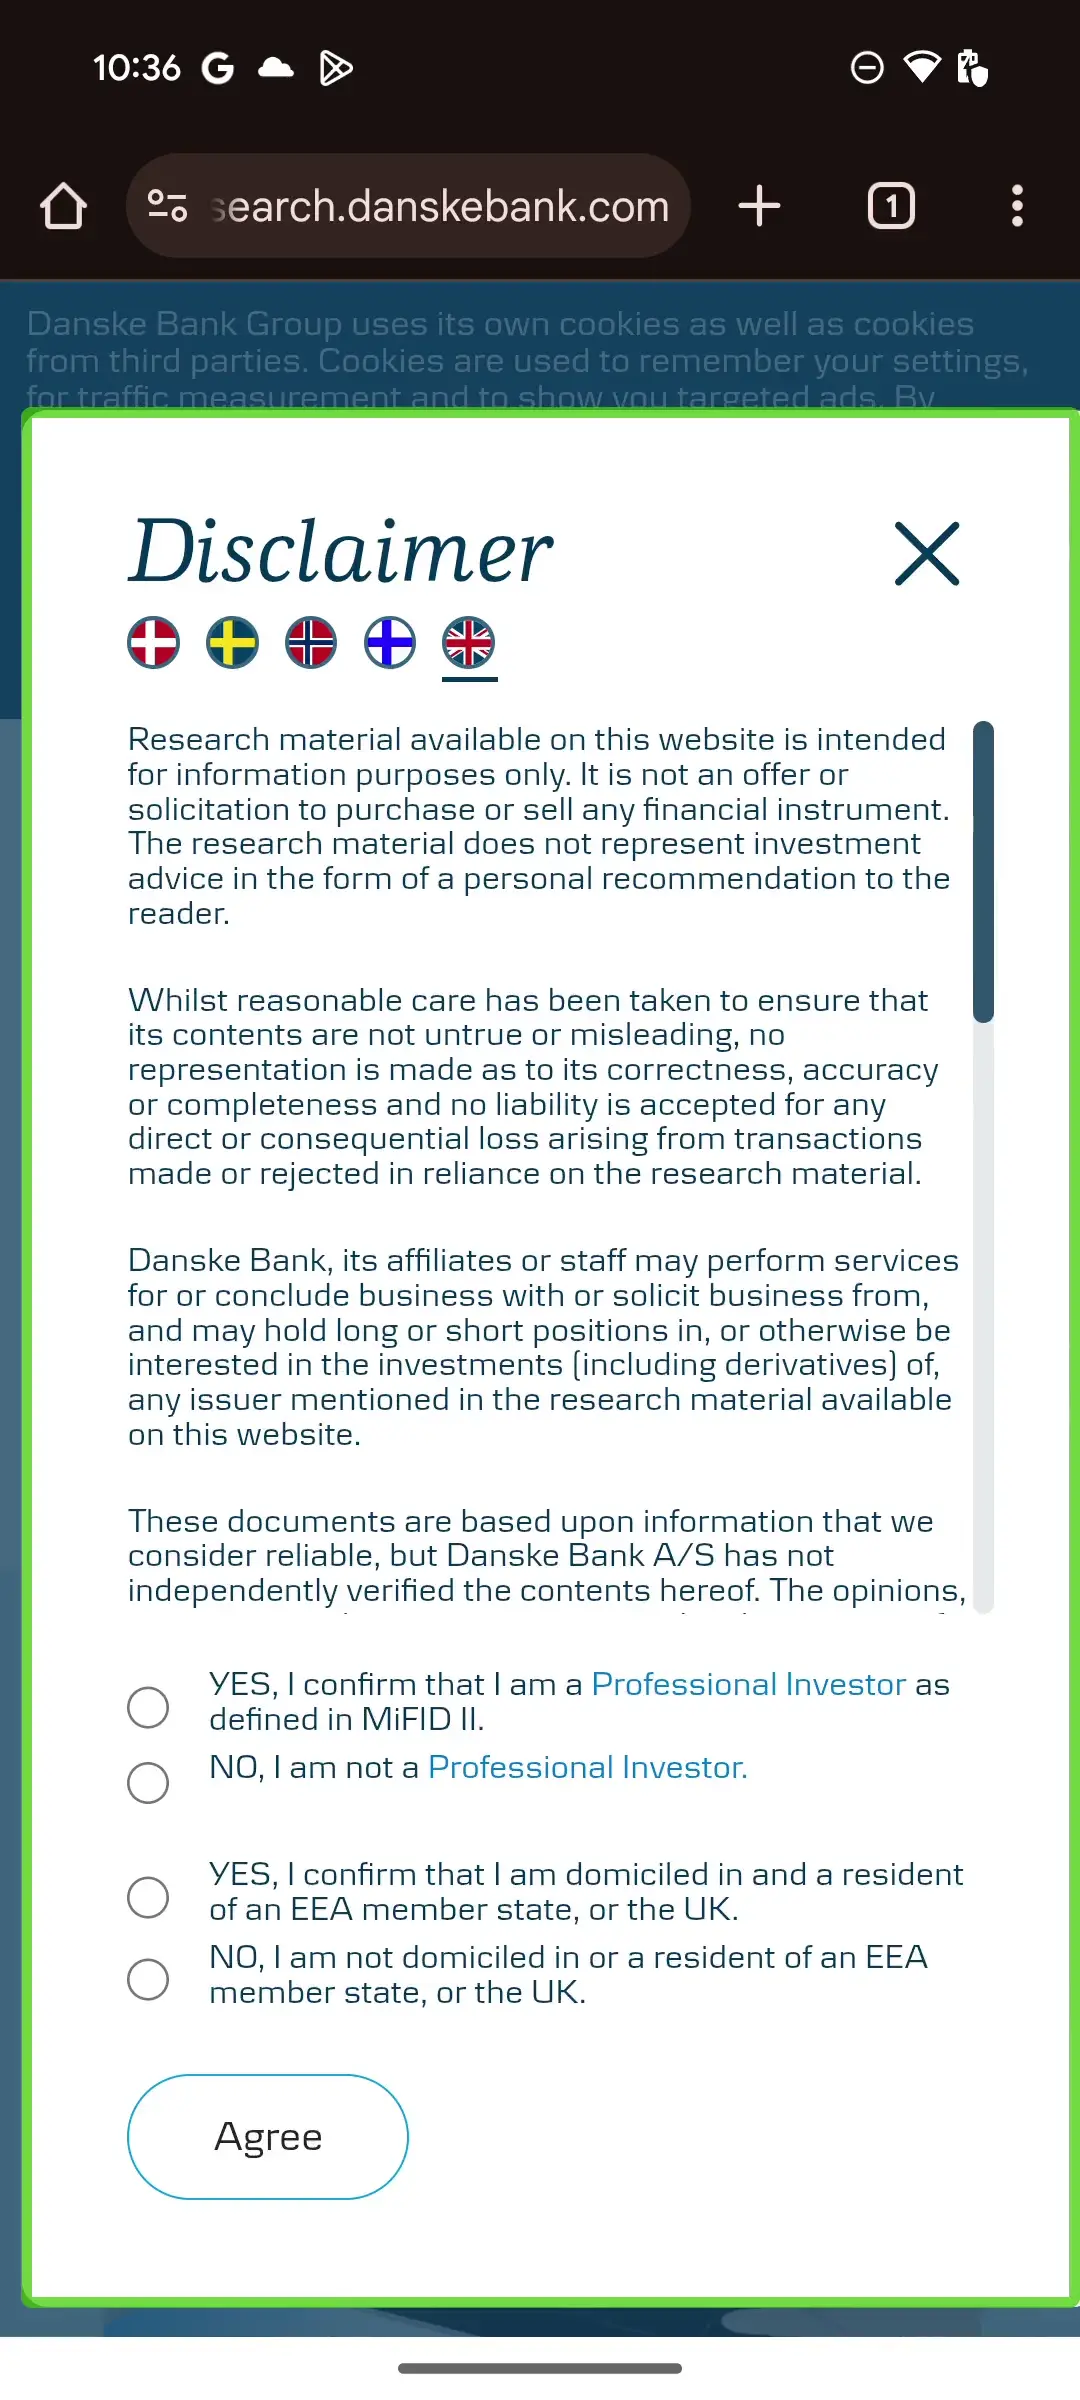 10:36
search.danskebank.com
1
Danske Bank Group uses its own cookies as well as cookies
from third parties. Cookies are used to remember your settings,
for traffic measurement and to show you targeted ads. By
Disclaimer
Research material available on this website is intended
for information purposes only. It is not an offer or
solicitation to purchase or sell any financial instrument.
The research material does not represent investment
advice in the form of a personal recommendation to the
reader.
Whilst reasonable care has been taken to ensure that
its contents are not untrue or misleading, no
representation is made as to its correctness, accuracy
or completeness and no liability is accepted for any
direct or consequential loss arising from transactions
made or rejected in reliance on the research material.
Danske Bank, its affiliates or staff may perform services
for or conclude business with or solicit business from,
and may hold long or short positions in, or otherwise be
interested in the investments (including derivatives) of,
any issuer mentioned in the research material available
on this website.
These documents are based upon information that we
consider reliable, but Danske Bank A/S has not
independently verified the contents hereof. The opinions,
YES, I confirm that I am a Professional Investor as
defined in MiFID II.
NO, I am not a Professional Investor.
YES, I confirm that I am domiciled in and a resident
of an EEA member state, or the UK.
NO, I am not domiciled in or a resident of an EEA
member state, or the UK.
Agree